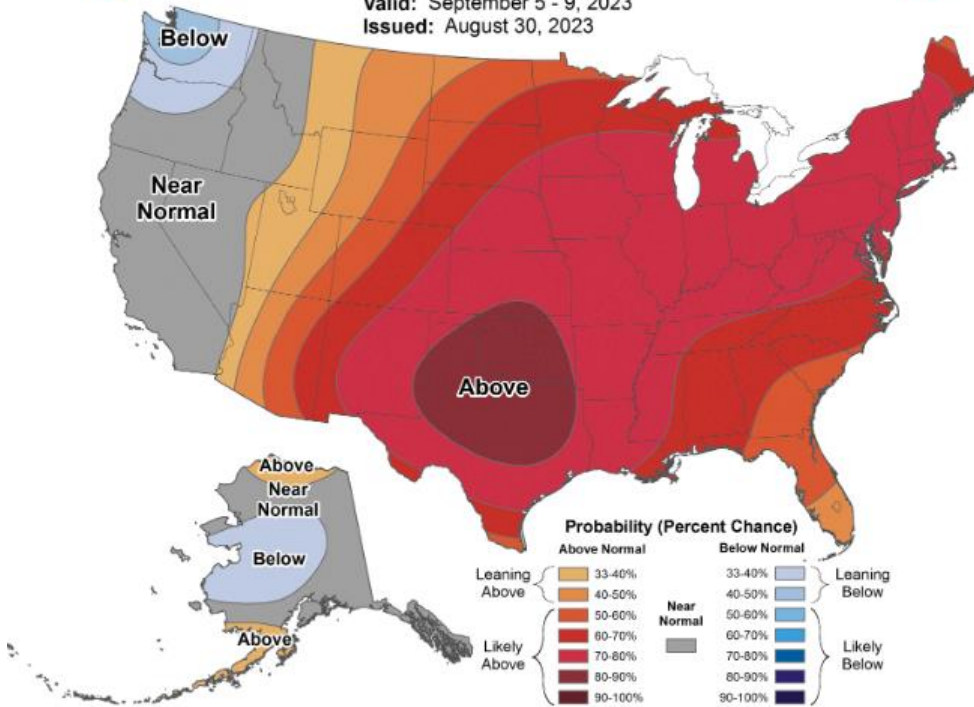 Valid: September 5 - 9, 2023
Issued: August 30, 2023
Below
Near
Normal
Above
Above
Near
Normal
Below
Above
Probability (Percent Chance)
Above Normal
Below Normal
Leaning
Above
33-40%
40-50%
Likely
Above
50-60%
60-70%
70-80%
80-90%
90-100%
Near
Normal
33-40%
40-50%
Leaning
Below
50-60%
60-70%
70-80%
80-90%
90-100%
Likely
Below